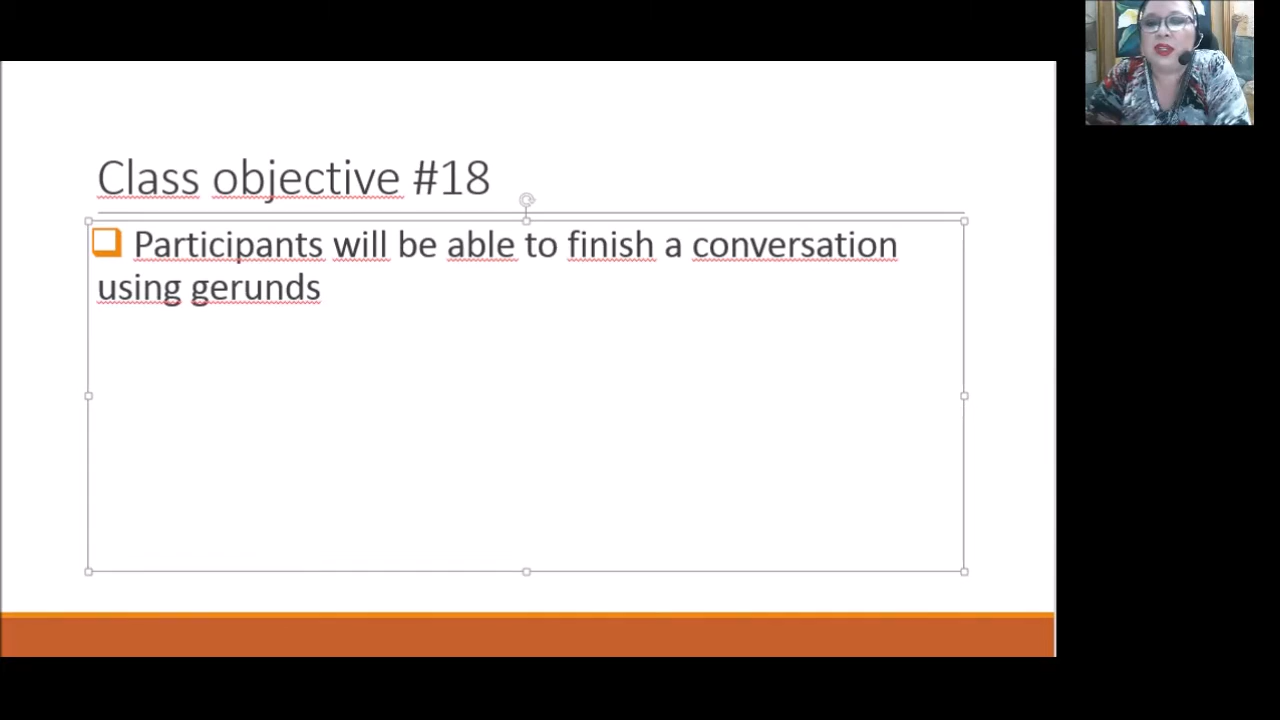 Class objective #18
Participants will be able to finish a conversation
using gerunds